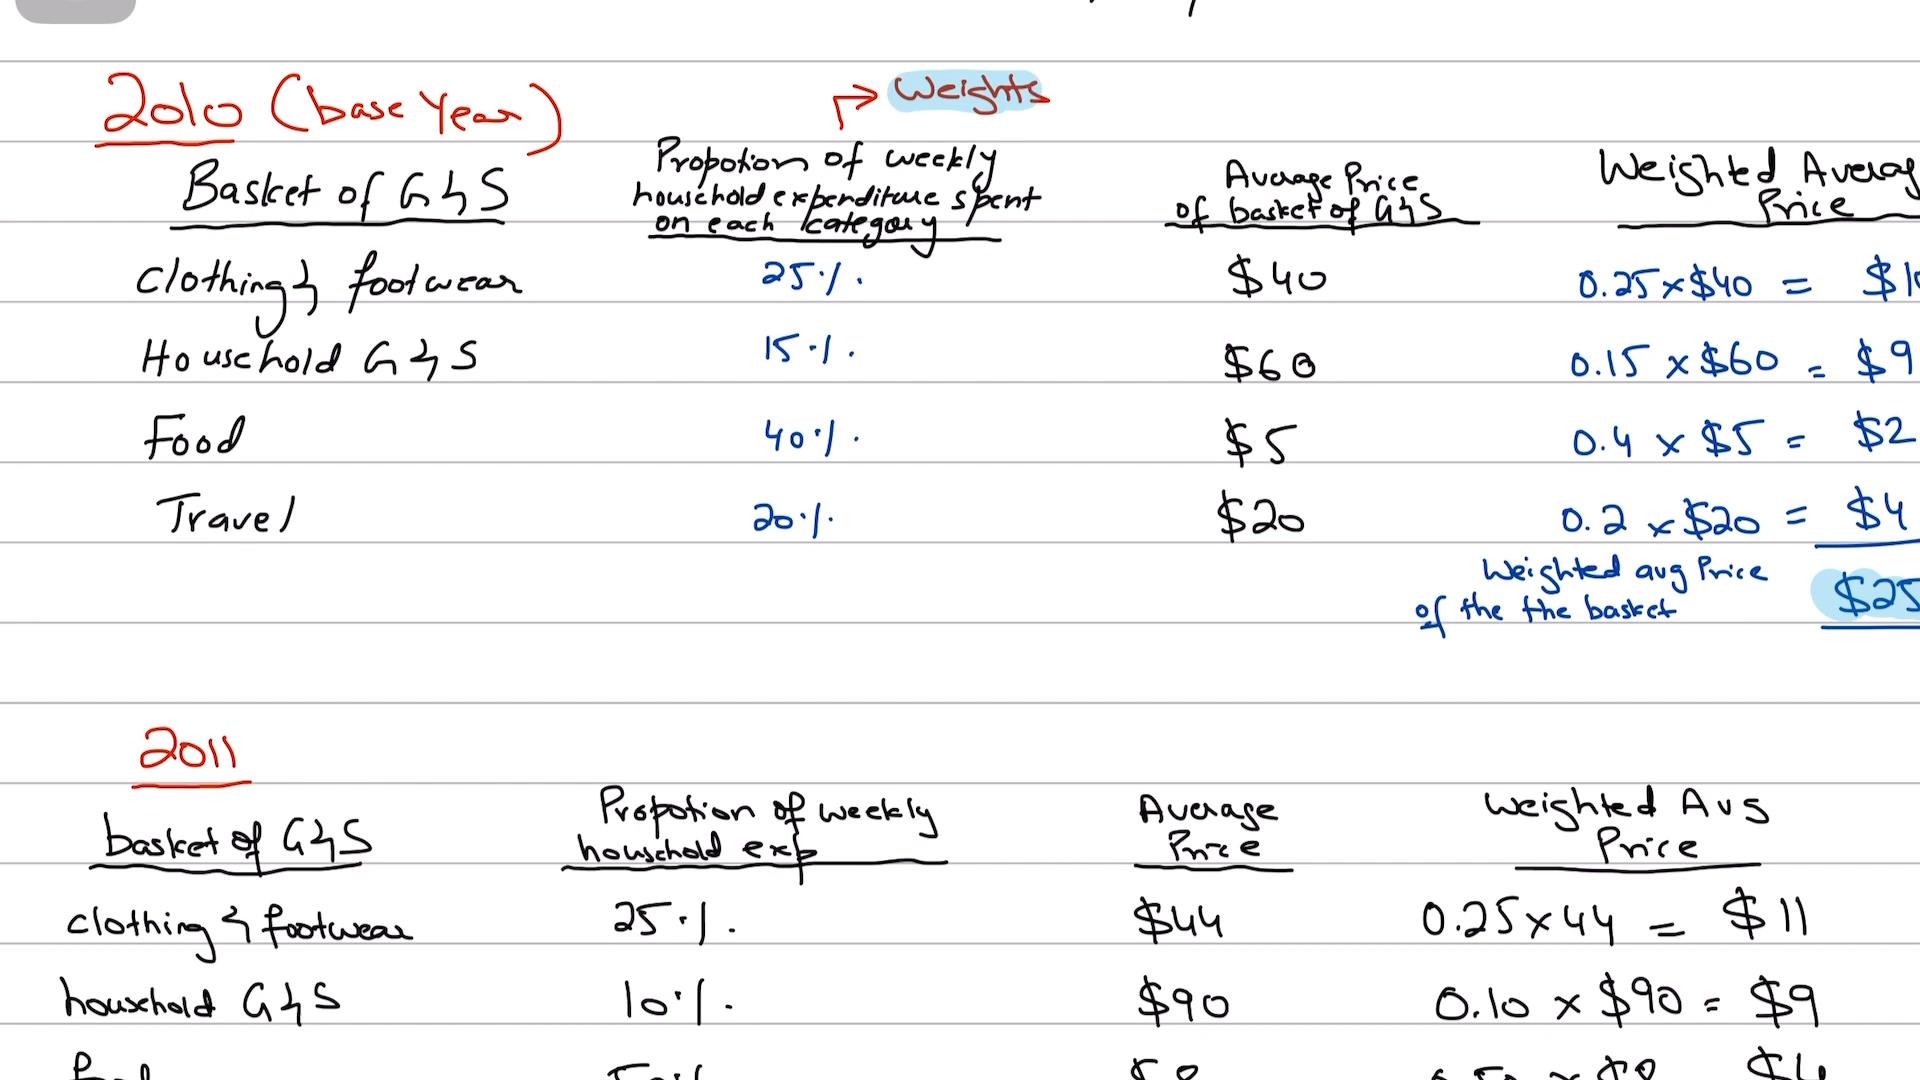 2010 (base Year)
Weights
Basket of G&S
Propotion of weekly
household expenditure spent
on each category
Average Price
of basket of G&S
Weighted Averag
Price
clothing & footwear 25% $40 0.25 x $40 = $1
Household G&S 15% $60 0.15 x $60 = $9
Food 40% $5 0.4 x $5 = $2
Travel 20% $20 0.2 x $20 = $4
Weighted avg Price
of the the basket $25
2011
basket of G&S
Propotion of weekly
household exp
Average
Price
Weighted Avg
Price
clothing & footwear 25% $44 0.25 x 44 = $11
household G&S 10% $90 0.10 x $90 = $9